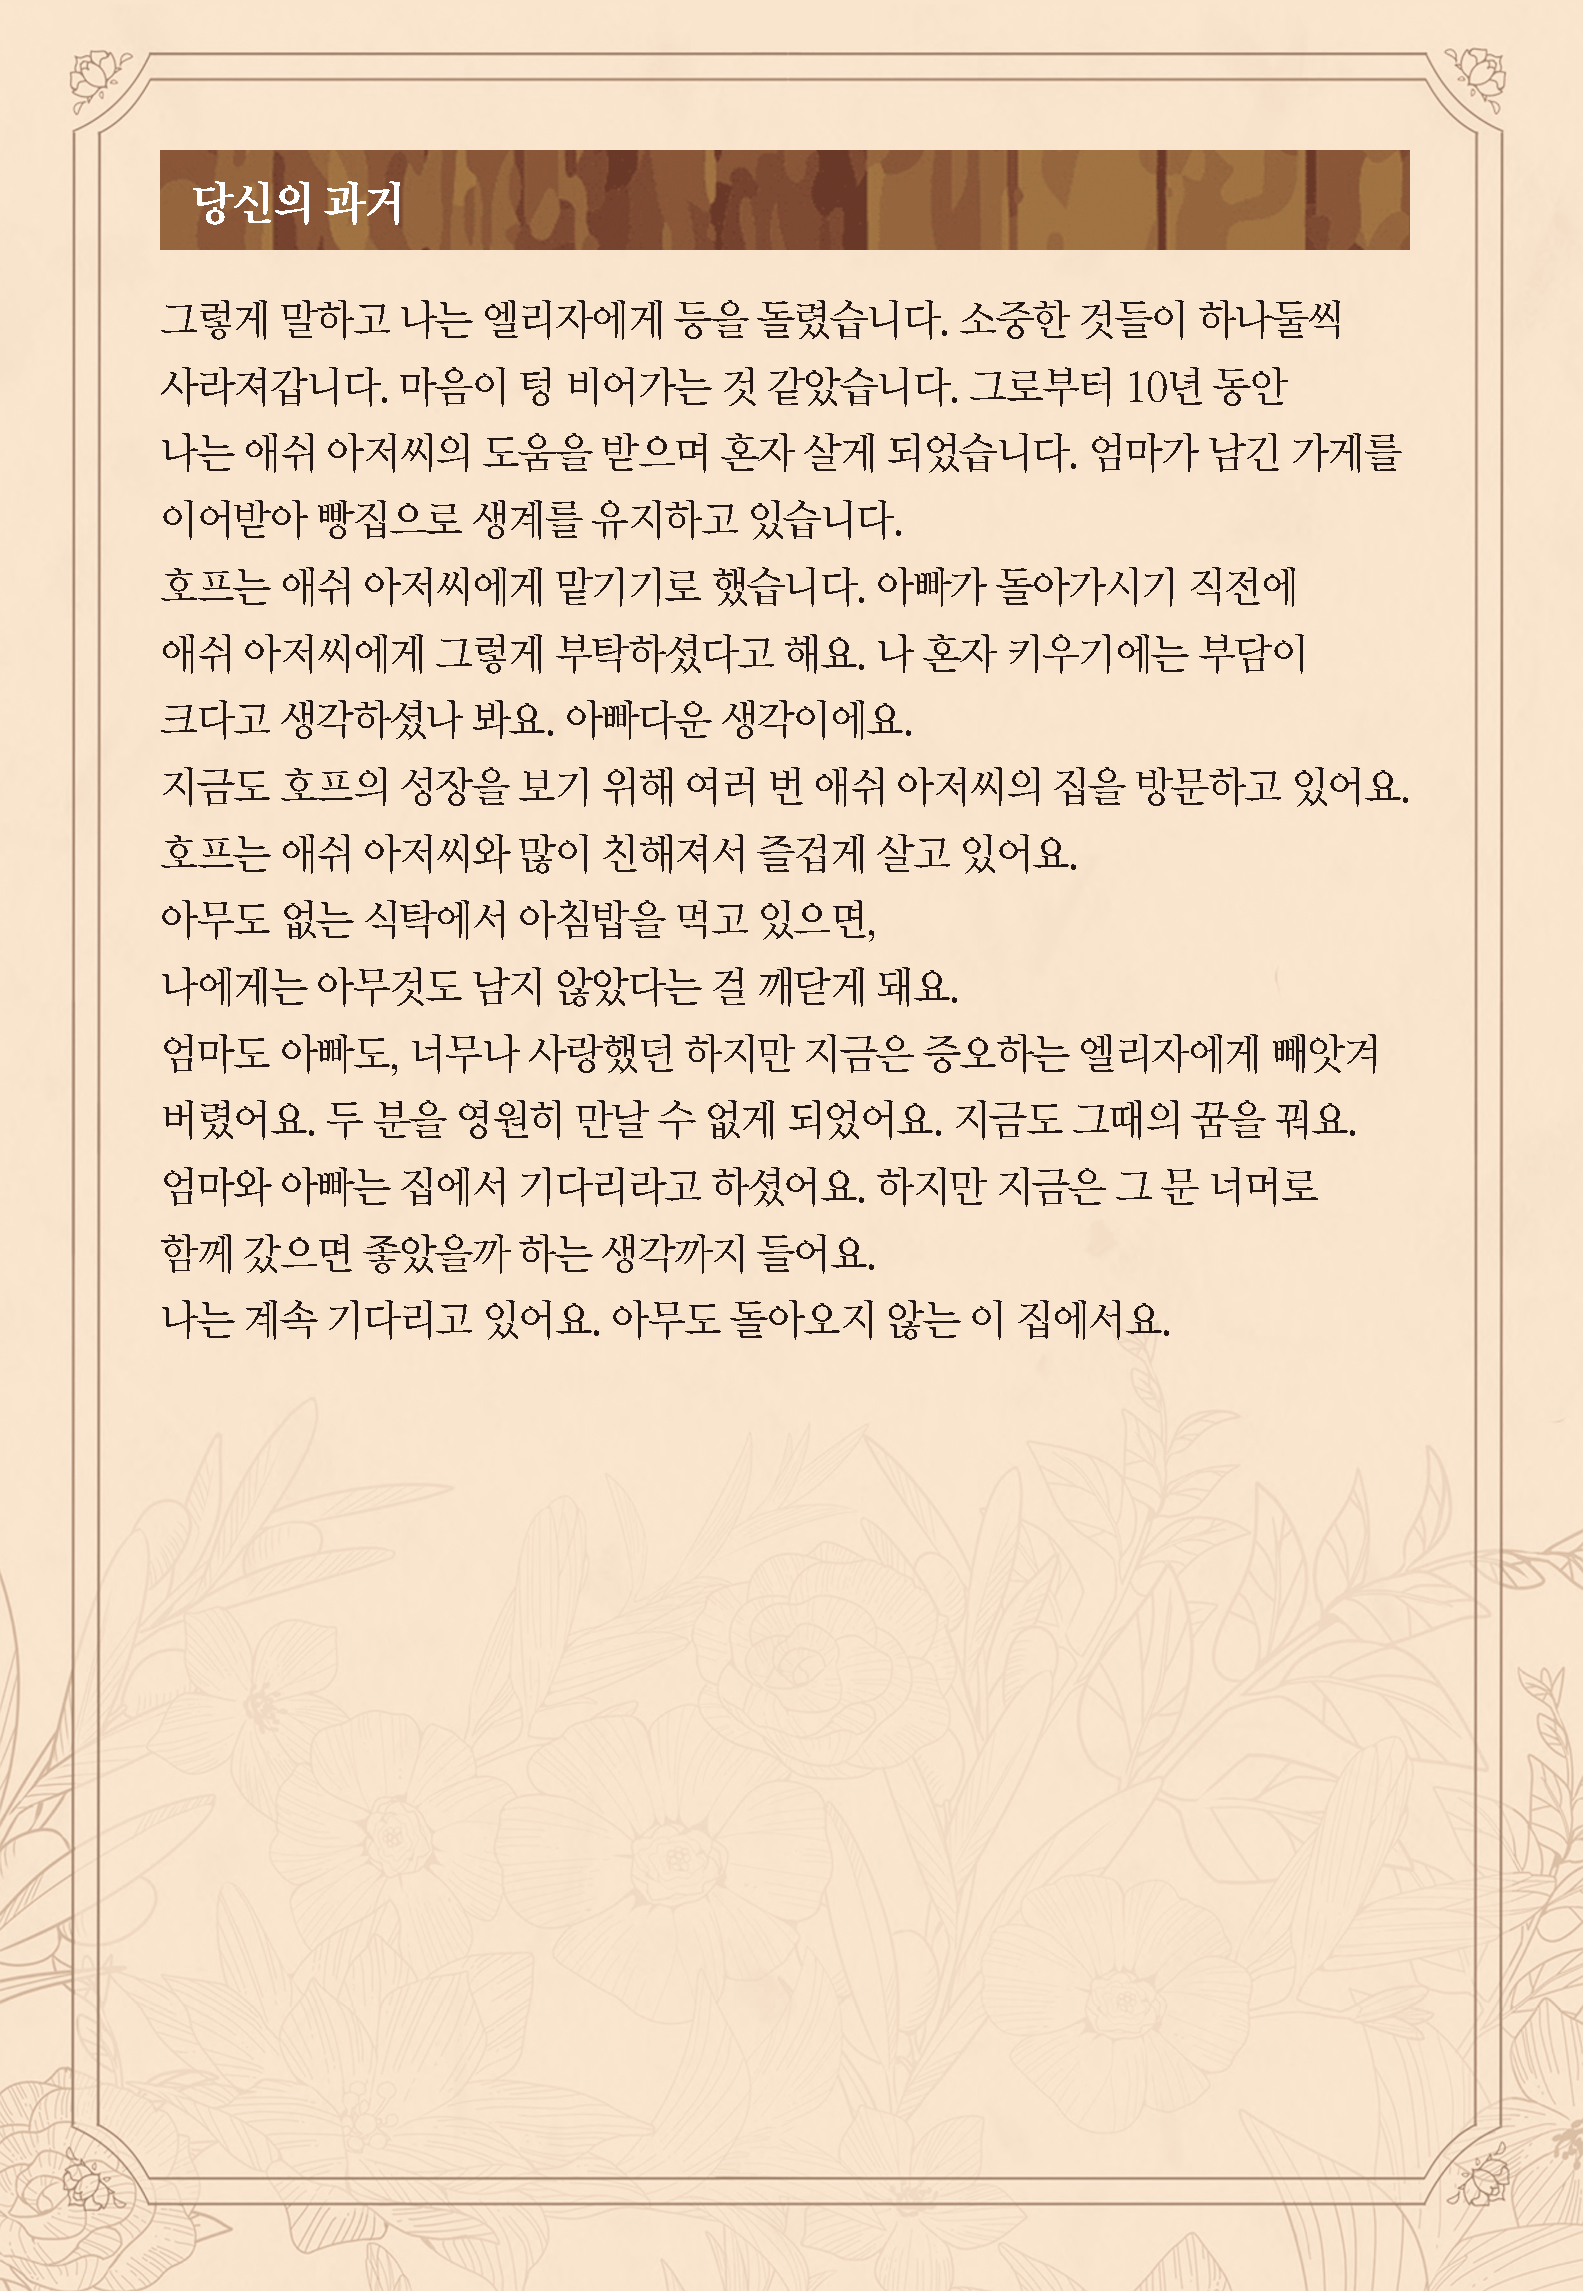 당신의 과거
그렇게 말하고 나는 엘리자에게 등을 돌렸습니다. 소중한 것들이 하나둘씩
사라져갑니다. 마음이 텅 비어가는 것 같았습니다. 그로부터 10년 동안
나는 애쉬 아저씨의 도움을 받으며 혼자 살게 되었습니다. 엄마가 남긴 가게를
이어받아 빵집으로 생계를 유지하고 있습니다.
호프는 애쉬 아저씨에게 맡기기로 했습니다. 아빠가 돌아가시기 직전에
애쉬 아저씨에게 그렇게 부탁하셨다고 해요. 나 혼자 키우기에는 부담이
크다고 생각하셨나 봐요. 아빠다운 생각이에요.
지금도 호프의 성장을 보기 위해 여러 번 애쉬 아저씨의 집을 방문하고 있어요.
호프는 애쉬 아저씨와 많이 친해져서 즐겁게 살고 있어요.
아무도 없는 식탁에서 아침밥을 먹고 있으면,
나에게는 아무것도 남지 않았다는 걸 깨닫게 돼요.
엄마도 아빠도, 너무나 사랑했던 하지만 지금은 증오하는 엘리자에게 빼앗겨
버렸어요. 두 분을 영원히 만날 수 없게 되었어요. 지금도 그때의 꿈을 꿔요.
엄마와 아빠는 집에서 기다리라고 하셨어요. 하지만 지금은 그 문 너머로
함께 갔으면 좋았을까 하는 생각까지 들어요.
나는 계속 기다리고 있어요. 아무도 돌아오지 않는 이 집에서요.